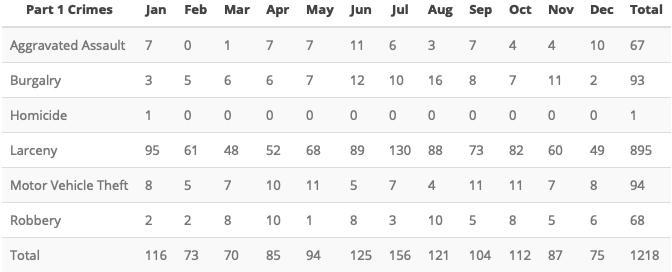 Part 1 Crimes Jan Feb Mar Apr May Jun Jul Aug Sep Oct Nov Dec Total
Aggravated Assault 7 0 1 7 7 11 6 3 7 4 4 10 67
Burgalry 3 5 6 6 7 12 10 16 8 7 11 2 93
Homicide 1 0 0 0 0 0 0 0 0 0 0 0 1
Larceny 95 61 48 52 68 89 130 88 73 82 60 49 895
Motor Vehicle Theft 8 5 7 10 11 5 7 4 11 11 7 8 94
Robbery 2 2 8 10 1 8 3 10 5 8 5 6 68
Total 116 73 70 85 94 125 156 121 104 112 87 75 1218